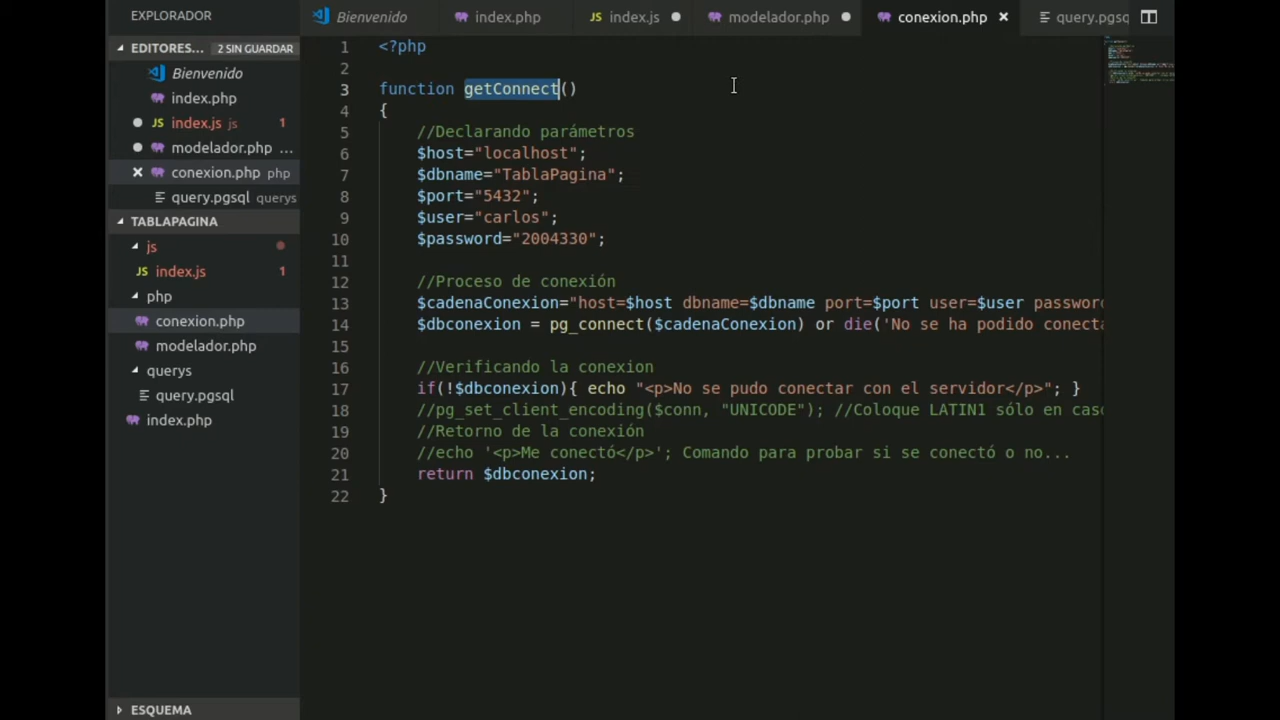 EXPLORADOR
Bienvenido
index.php
index.js
modelador.php
conexion.php
query.pgsq
EDITORES... 2 SIN GUARDAR
Bienvenido
index.php
index.js js 1
modelador.php ...
conexion.php php
query.pgsql querys
TABLAPAGINA
js
index.js 1
php
conexion.php
modelador.php
querys
query.pgsql
index.php
ESQUEMA
1 <?php
2
3 function getConnect()
4 {
5 //Declarando parámetros
6 $host="localhost";
7 $dbname="TablaPagina";
8 $port="5432";
9 $user="carlos";
10 $password="2004330";
11
12 //Proceso de conexión
13 $cadenaConexion="host=$host dbname=$dbname port=$port user=$user password
14 $dbconexion = pg_connect($cadenaConexion) or die('No se ha podido conecta
15
16 //Verificando la conexion
17 if(!$dbconexion){ echo "<p>No se pudo conectar con el servidor</p>"; }
18 //pg_set_client_encoding($conn, "UNICODE"); //Coloque LATIN1 sólo en caso
19 //Retorno de la conexión
20 //echo '<p>Me conectó</p>'; Comando para probar si se conectó o no...
21 return $dbconexion;
22 }